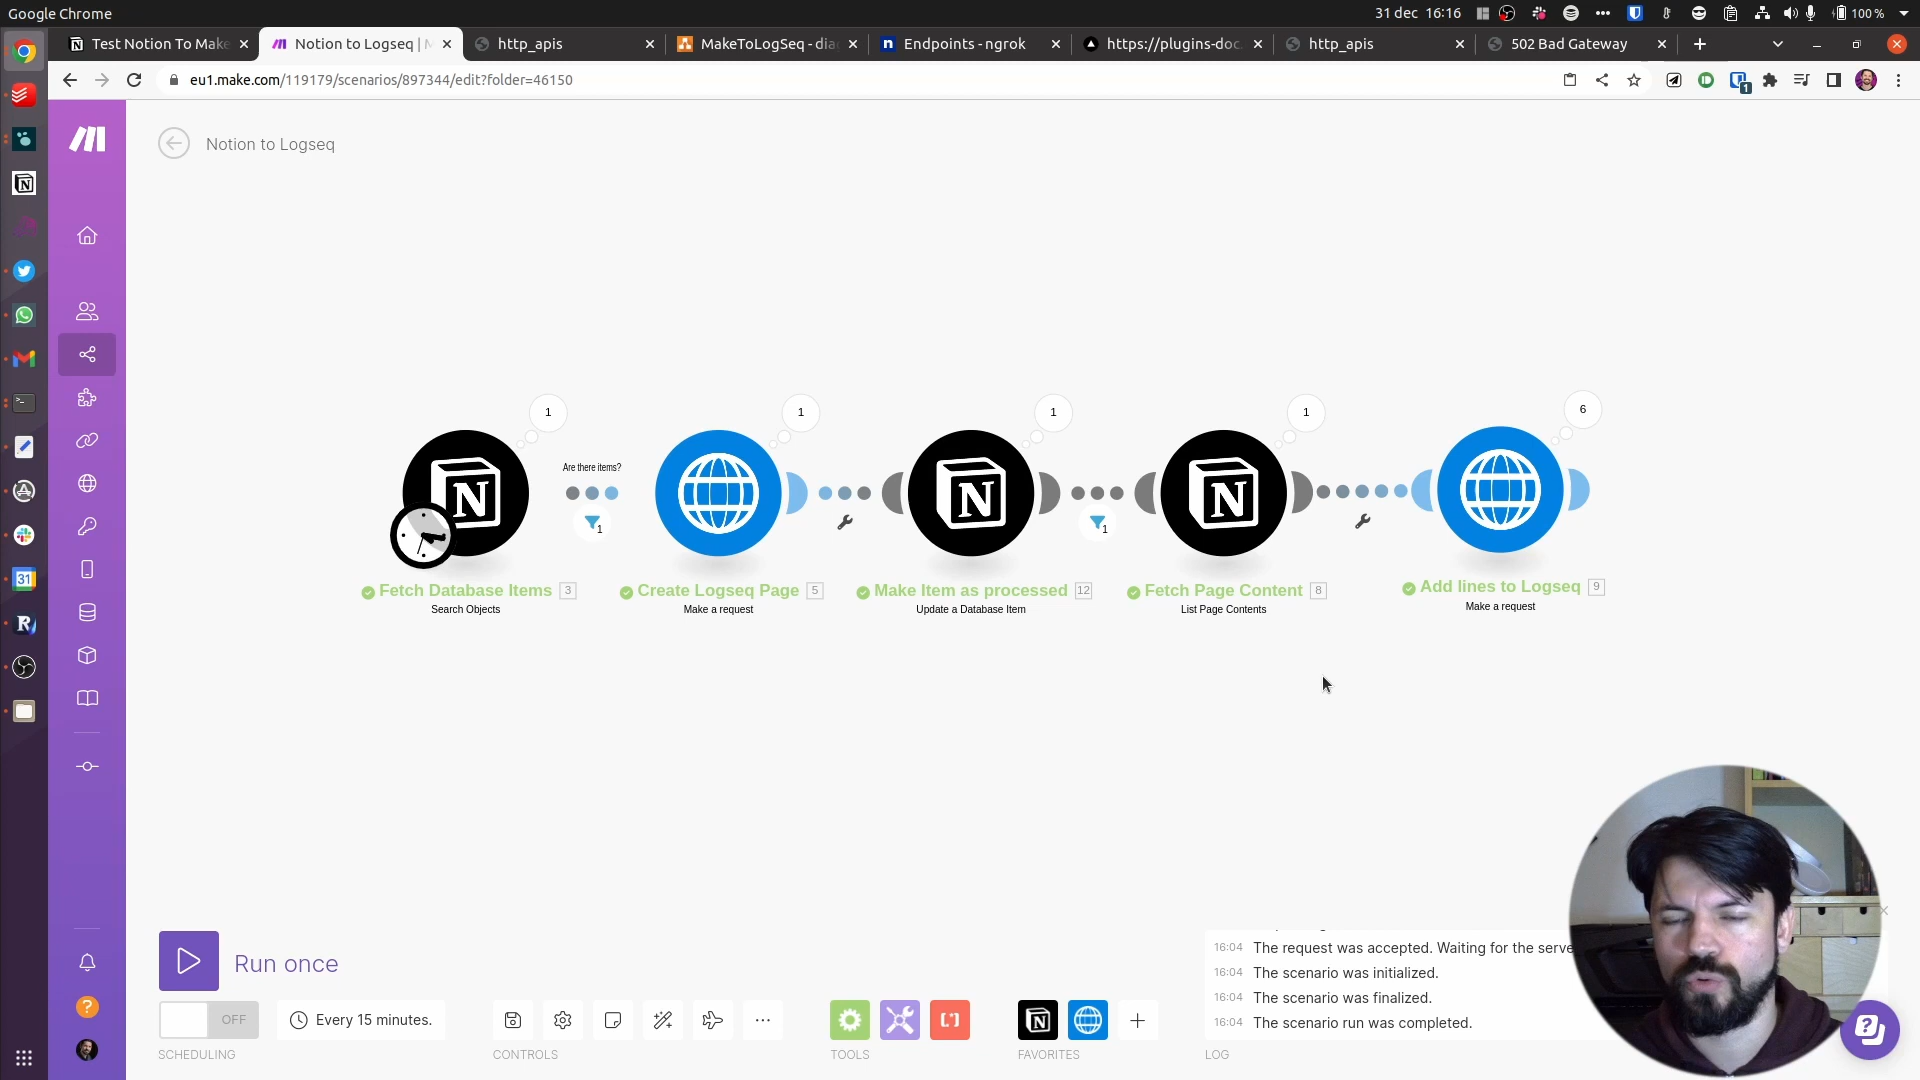 Google Chrome
31 dec 16:16
100 %
Test Notion To Make
Notion to Logseq | M
http_apis
MakeToLogSeq - dia
Endpoints - ngrok
https://plugins-doc.
http_apis
502 Bad Gateway
eu1.make.com/119179/scenarios/897344/edit?folder=46150
1
Notion to Logseq
1
1
1
1
6
Are there items?
1
1
Fetch Database Items 3
Search Objects
Create Logseq Page 5
Make a request
Make Item as processed 12
Update a Database Item
Fetch Page Content 8
List Page Contents
Add lines to Logseq 9
Make a request
31
Run once
16:04 The request was accepted. Waiting for the serve
16:04 The scenario was initialized.
16:04 The scenario was finalized.
16:04 The scenario run was completed.
OFF
Every 15 minutes.
SCHEDULING
CONTROLS
TOOLS
FAVORITES
LOG